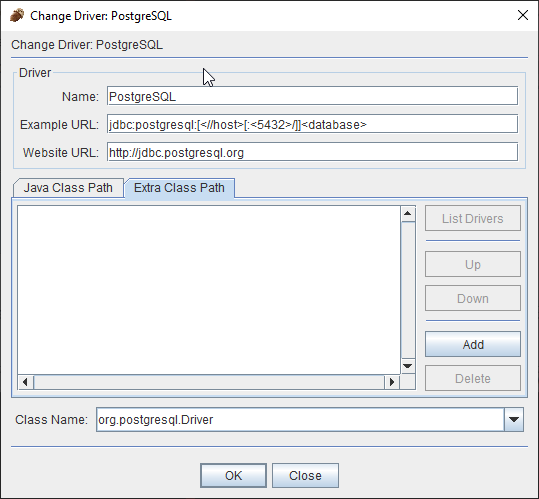 Change Driver: PostgreSQL
Change Driver: PostgreSQL
Driver
Name: PostgreSQL
Example URL: jdbc:postgresql:[<//host>[:<5432>/]]<database>
Website URL: http://jdbc.postgresql.org
Java Class Path Extra Class Path
List Drivers
Up
Down
Add
Delete
Class Name: org.postgresql.Driver
OK Close